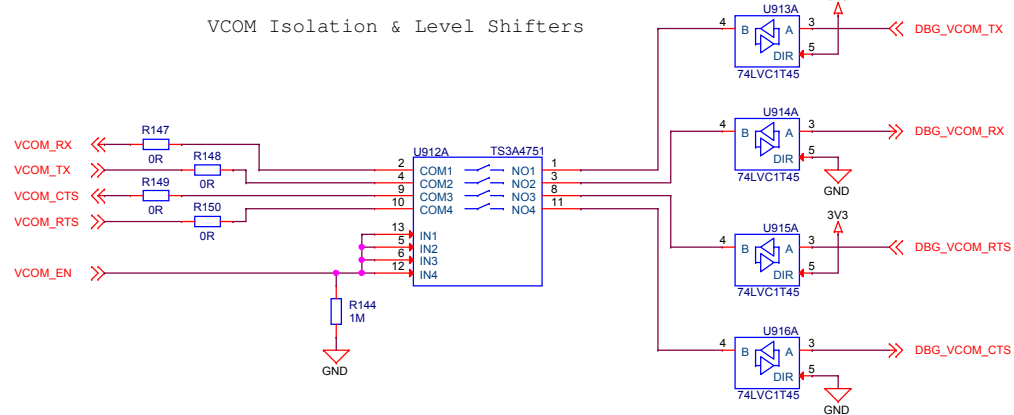 VCOM Isolation & Level Shifters
U913A
4
B
A
3
DBG_VCOM_TX
DIR
5
74LVC1T45
U914A
4
B
A
3
DBG_VCOM_RX
DIR
5
74LVC1T45
GND
R147
VCOM_RX
0R
R148
VCOM_TX
0R
R149
VCOM_CTS
0R
R150
VCOM_RTS
U912A
TS3A4751
2
COM1
NO1
1
4
COM2
NO2
3
9
COM3
NO3
8
10
COM4
NO4
11
13
IN1
5
IN2
6
IN3
12
IN4
VCOM_EN
R144
1M
GND
3V3
U915A
4
B
A
3
DBG_VCOM_RTS
DIR
5
74LVC1T45
U916A
4
B
A
3
DBG_VCOM_CTS
DIR
5
74LVC1T45
GND